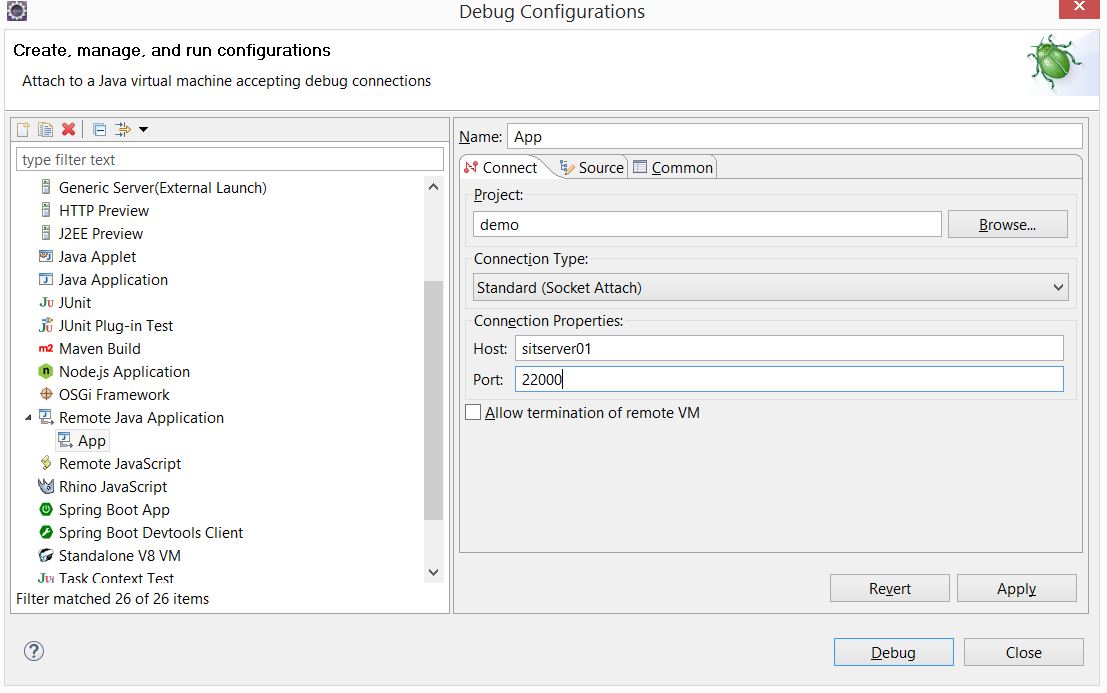 Debug Configurations
Create, manage, and run configurations
Attach to a Java virtual machine accepting debug connections
type filter text
Generic Server(External Launch)
HTTP Preview
J2EE Preview
Java Applet
Java Application
JUnit
JUnit Plug-in Test
Maven Build
Node.js Application
OSGi Framework
Remote Java Application
App
Remote JavaScript
Rhino JavaScript
Spring Boot App
Spring Boot Devtools Client
Standalone V8 VM
Task Context Test
Filter matched 26 of 26 items
Name: App
Connect Source Common
Project:
demo Browse...
Connection Type:
Standard (Socket Attach)
Connection Properties:
Host: sitserver01
Port: 22000
Allow termination of remote VM
Revert Apply
Debug Close